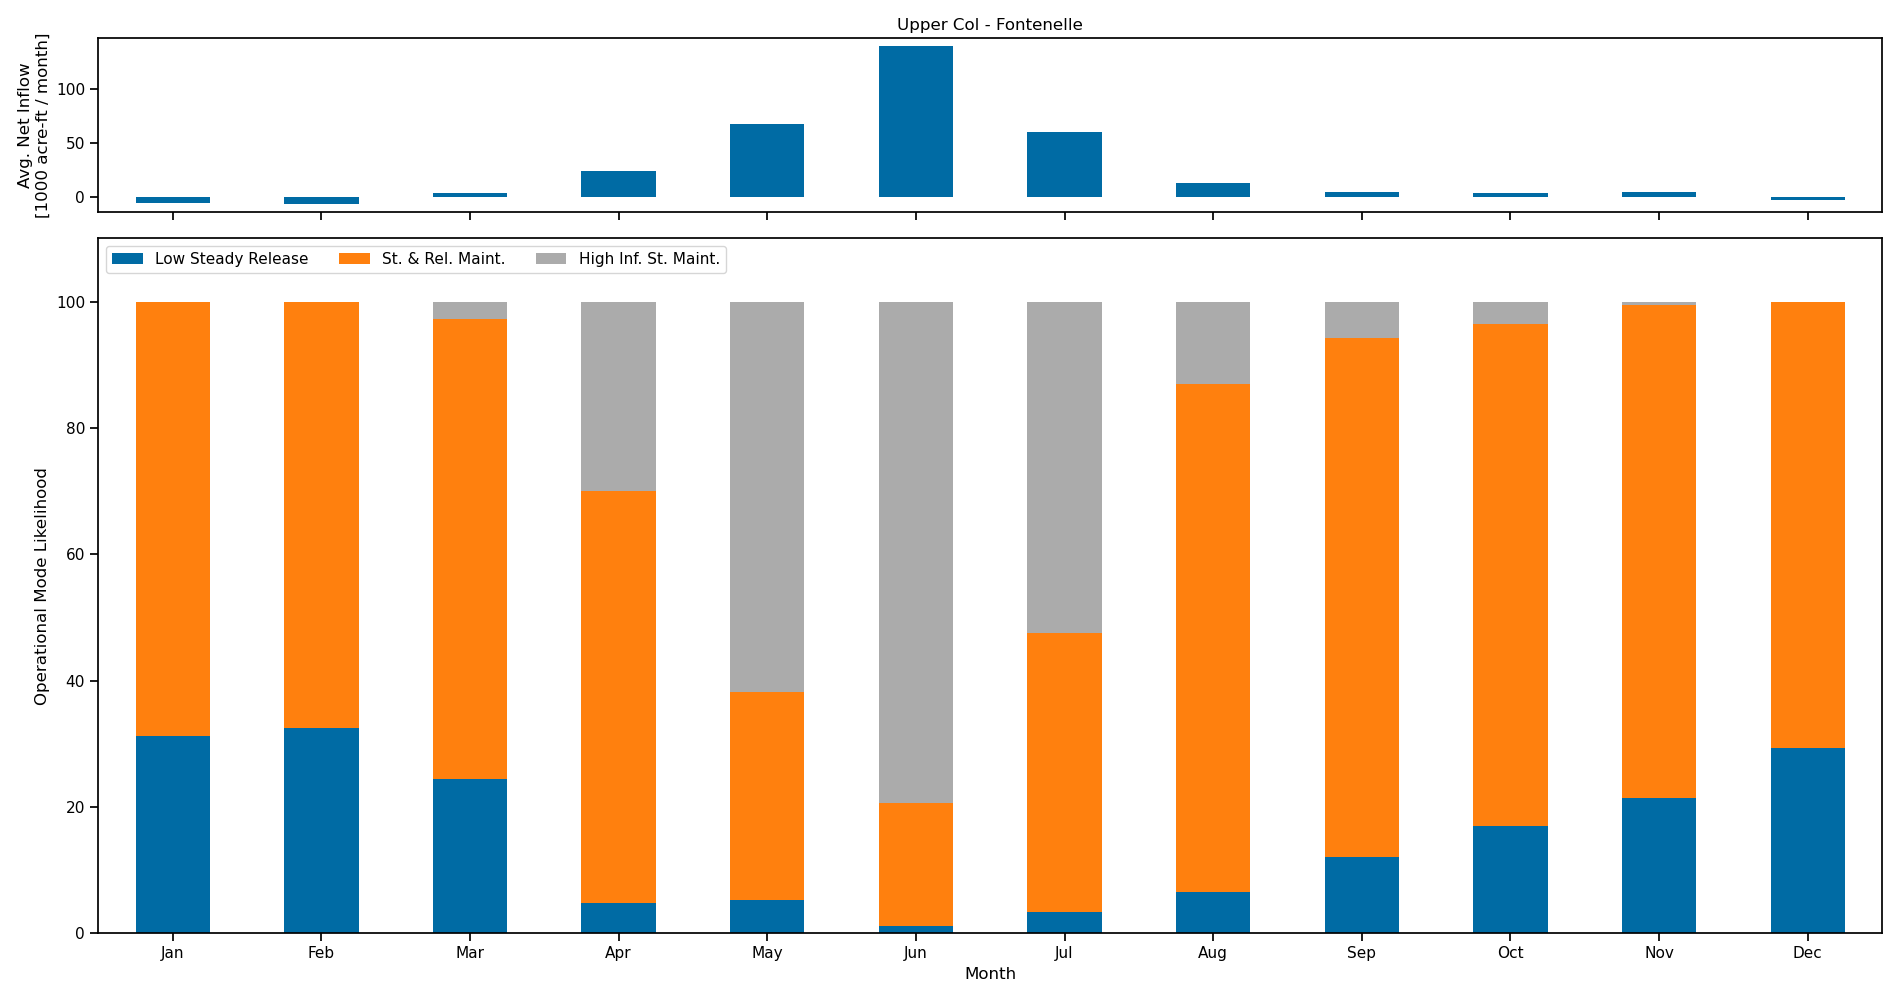 Upper Col - Fontenelle
Avg. Net Inflow
[1000 acre-ft / month]
100
50
0
Low Steady Release
St. & Rel. Maint.
High Inf. St. Maint.
Operational Mode Likelihood
100
80
60
40
20
0
Jan Feb Mar Apr May Jun Jul Aug Sep Oct Nov Dec
Month